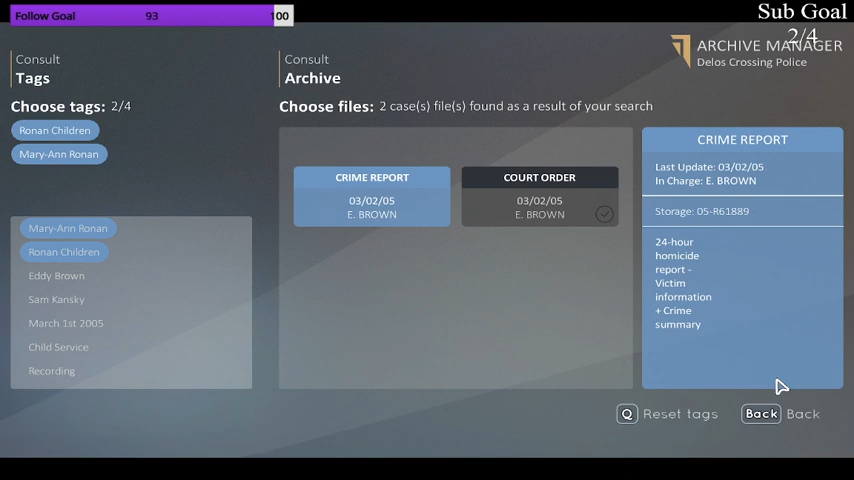 Follow Goal 93 100
Sub Goal
2/4
ARCHIVE MANAGER
Delos Crossing Police
Consult
Tags
Choose tags: 2/4
Ronan Children
Mary-Ann Ronan
Mary-Ann Ronan
Ronan Children
Eddy Brown
Sam Kansky
March 1st 2005
Child Service
Recording
Consult
Archive
Choose files: 2 case(s) file(s) found as a result of your search
CRIME REPORT
03/02/05
E. BROWN
COURT ORDER
03/02/05
E. BROWN
CRIME REPORT
Last Update: 03/02/05
In Charge: E. BROWN
Storage: 05-R61889
24-hour
homicide
report -
Victim
information
+ Crime
summary
Q Reset tags
Back Back